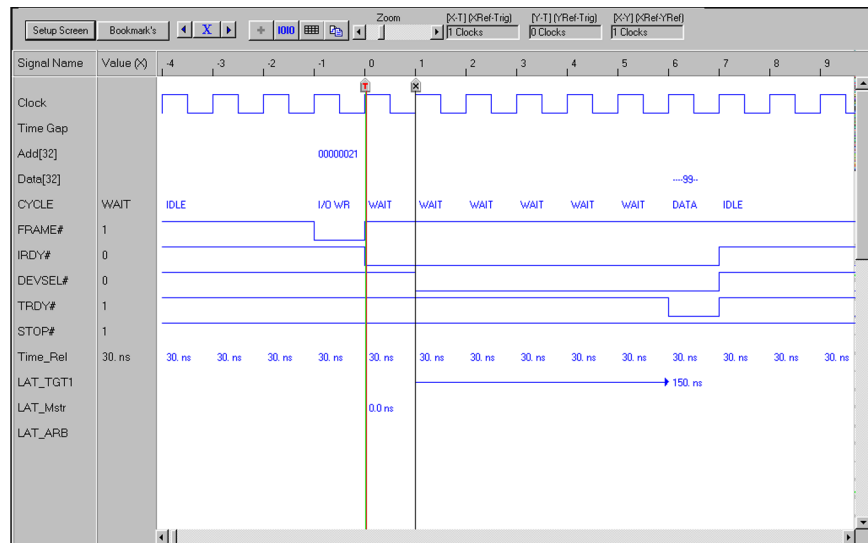 Zoom [X-T] (XRef-Trig) [Y-T] (YRef-Trig) [X-Y] (XRef-YRef)
Setup Screen Bookmark's X IOIO 1 Clocks 0 Clocks 1 Clocks
Signal Name Value (X) -4 -3 -2 -1 0 1 2 3 4 5 6 7 8 9
T X
Clock
Time Gap
Add[32] 00000021
Data[32] ----99--
CYCLE WAIT IDLE I/O WR WAIT WAIT WAIT WAIT WAIT WAIT DATA IDLE
FRAME# 1
IRDY# 0
DEVSEL# 0
TRDY# 1
STOP# 1
Time_Rel 30. ns 30. ns 30. ns 30. ns 30. ns 30. ns 30. ns 30. ns 30. ns 30. ns 30. ns 30. ns 30. ns 30. ns 30. ns
LAT_TGT1 150. ns
LAT_Mstr 0.0 ns
LAT_ARB